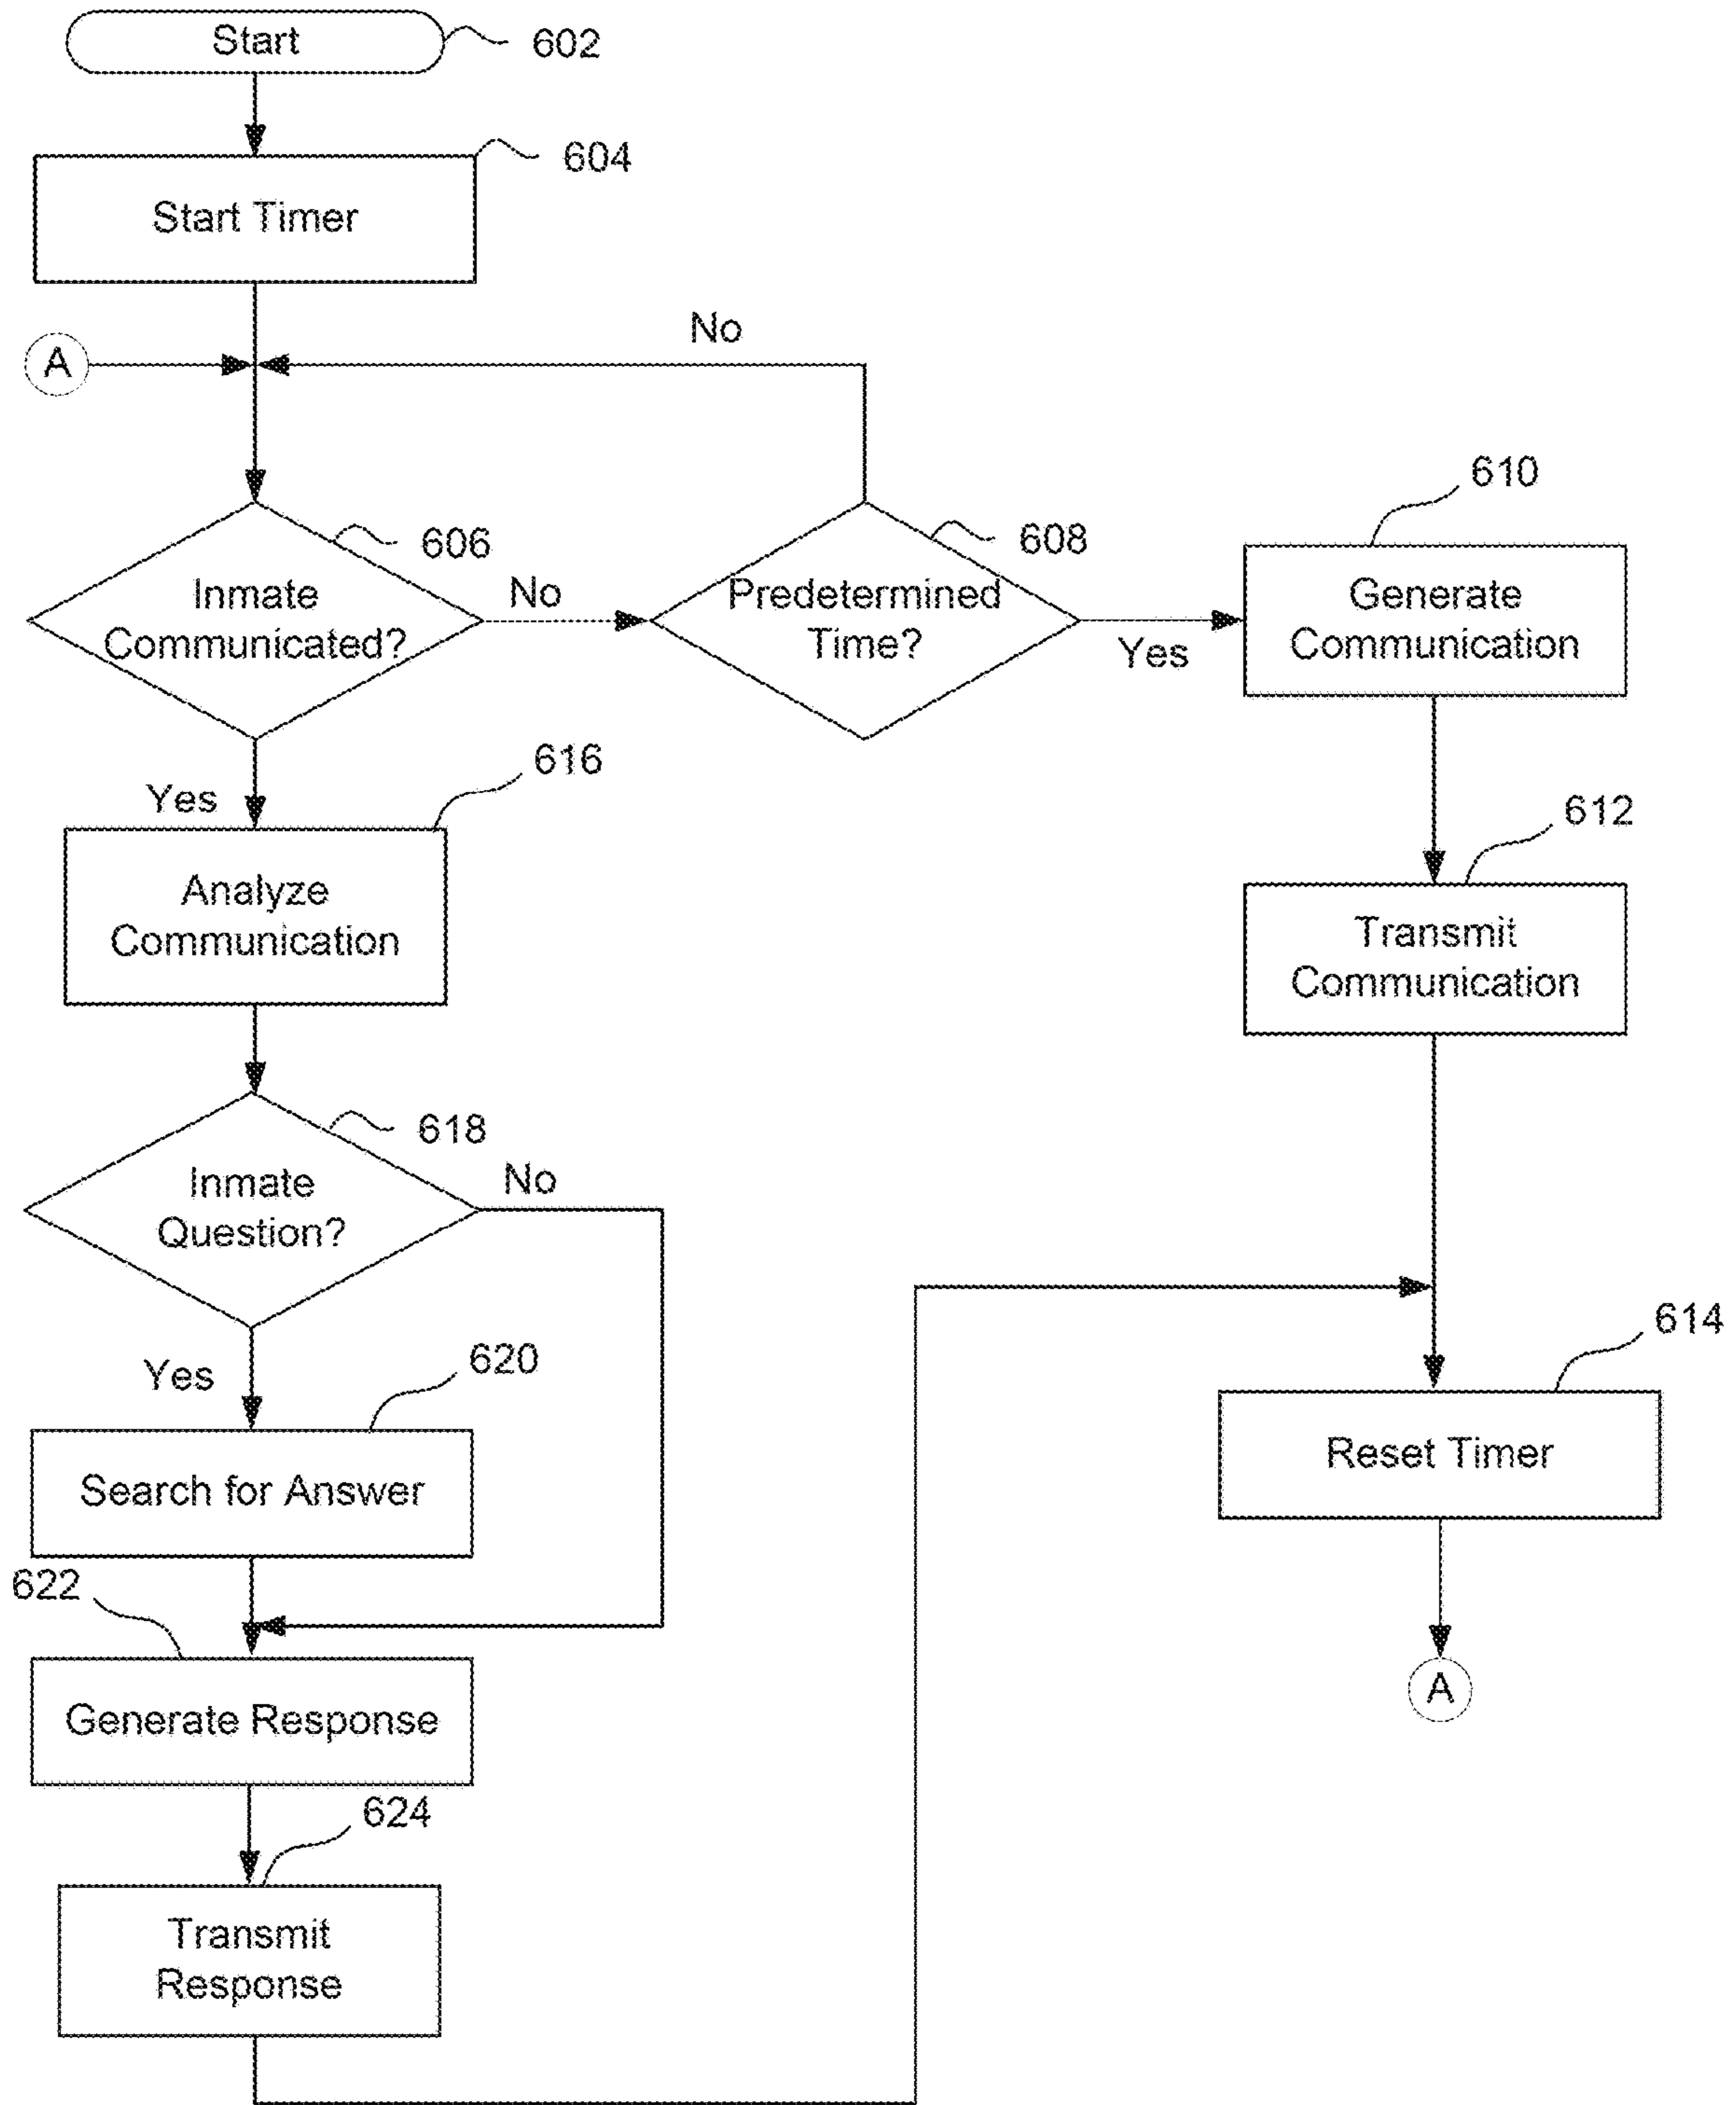 Start
602
604
Start Timer
A
No
606
Inmate
Communicated?
No
608
Predetermined
Time?
Yes
610
Generate
Communication
Yes
616
Analyze
Communication
612
Transmit
Communication
618
Inmate
Question?
No
Yes
620
Search for Answer
614
Reset Timer
622
Generate Response
A
624
Transmit
Response